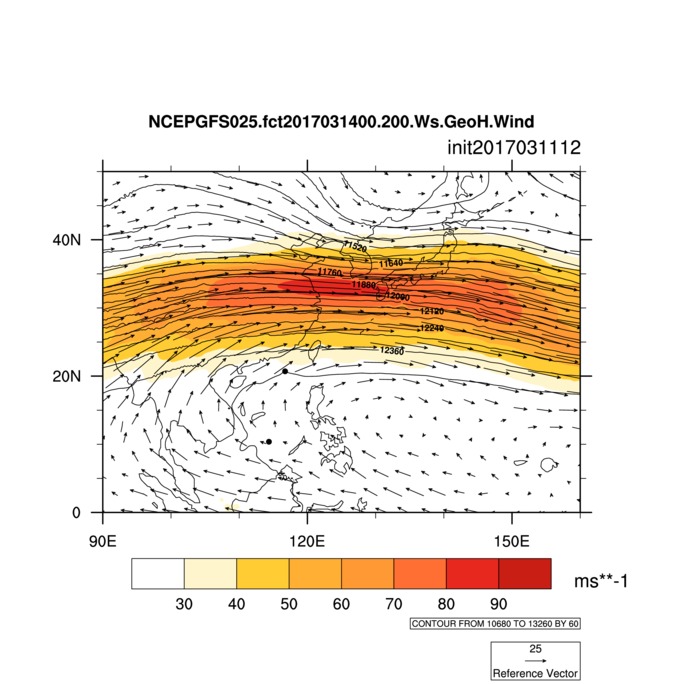 NCEPGFS025.fct2017031400.200.Ws.GeoH.Wind
init2017031112
40N
20N
0
11520
11640
11760
11880
12000
12120
12240
12360
90E 120E 150E
30 40 50 60 70 80 90
ms**-1
CONTOUR FROM 10680 TO 13260 BY 60
25
Reference Vector